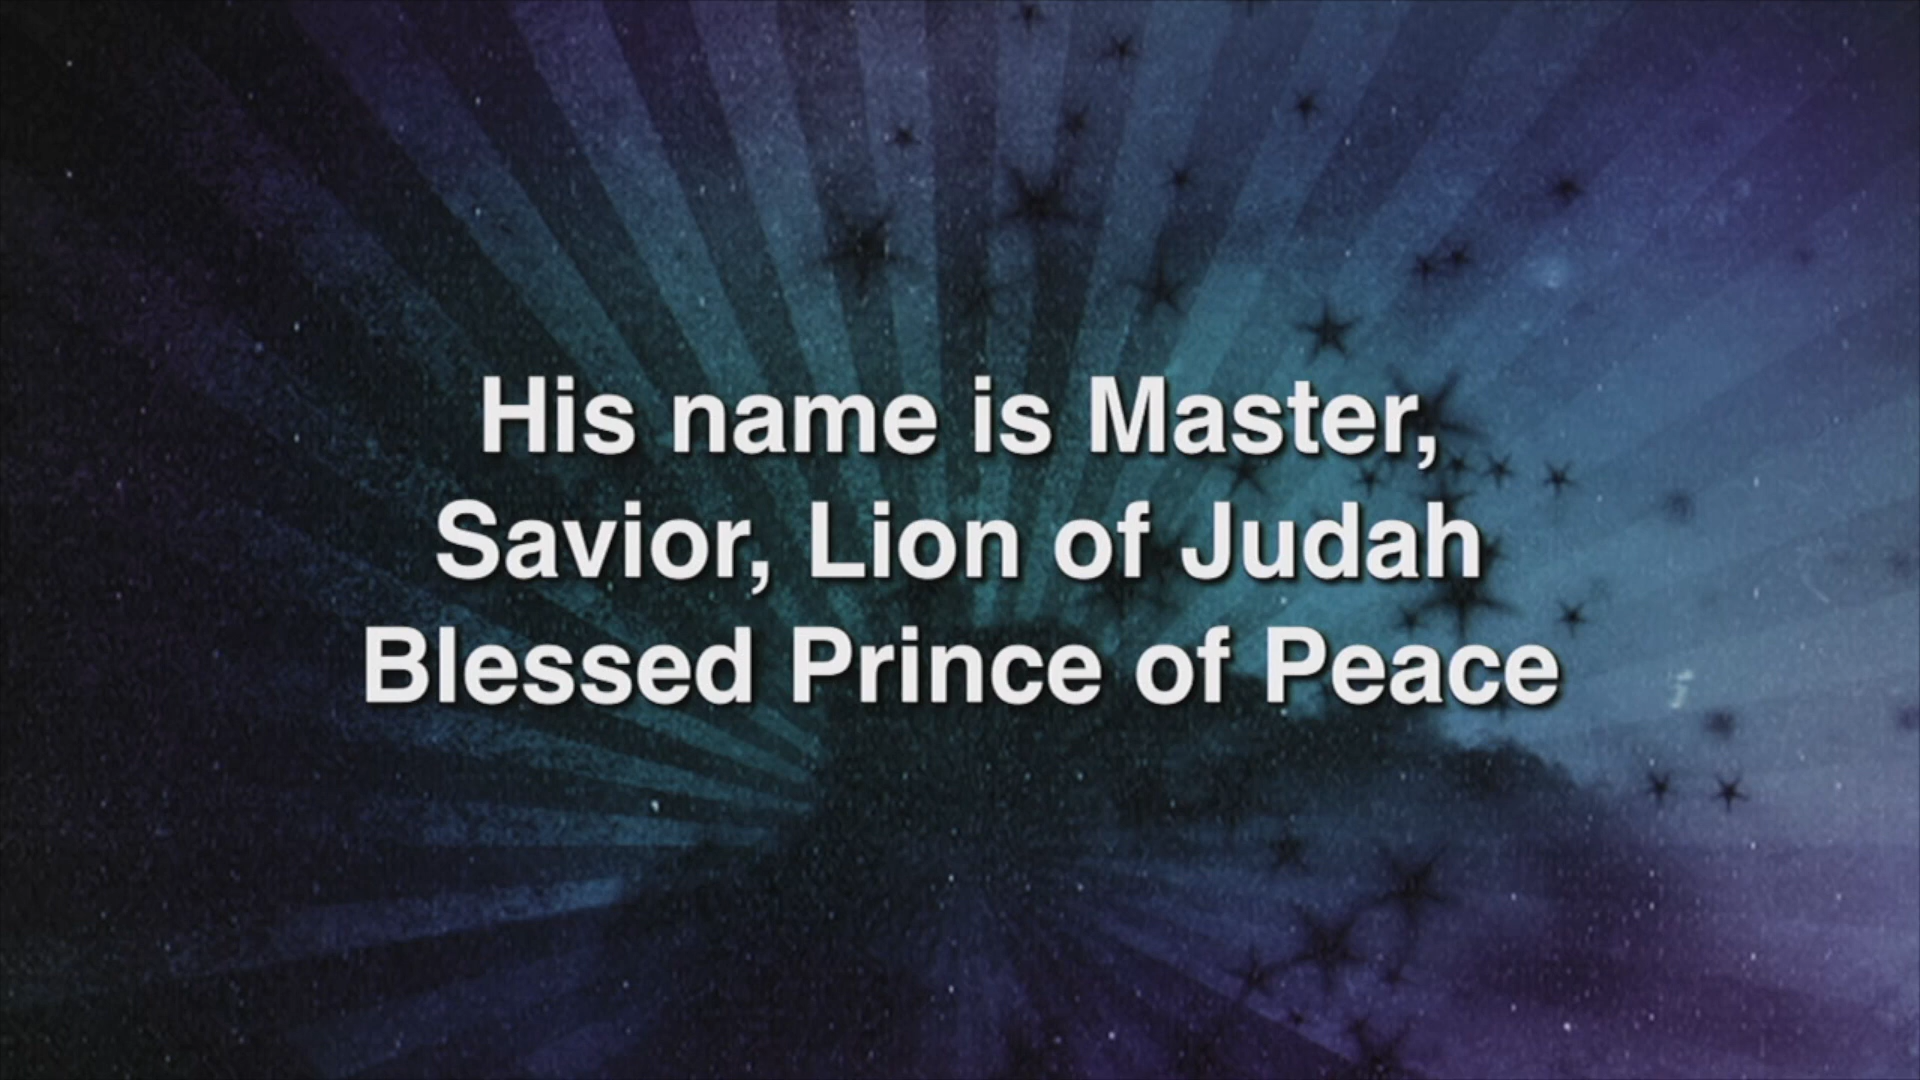 His name is Master,
Savior, Lion of Judah
Blessed Prince of Peace